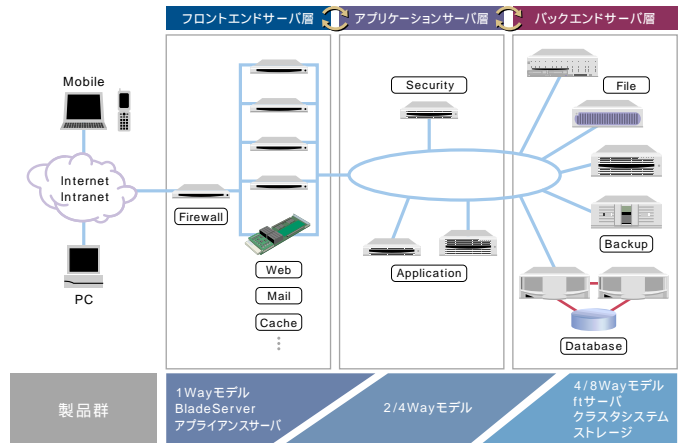 フロントエンドサーバ層
アプリケーションサーバ層
バックエンドサーバ層
Mobile
Internet
Intranet
PC
Firewall
Web
Mail
Cache
Security
Application
File
Backup
Database
製品群
1Wayモデル
BladeServer
アプライアンスサーバ
2/4Wayモデル
4/8Wayモデル
ftサーバ
クラスタシステム
ストレージ